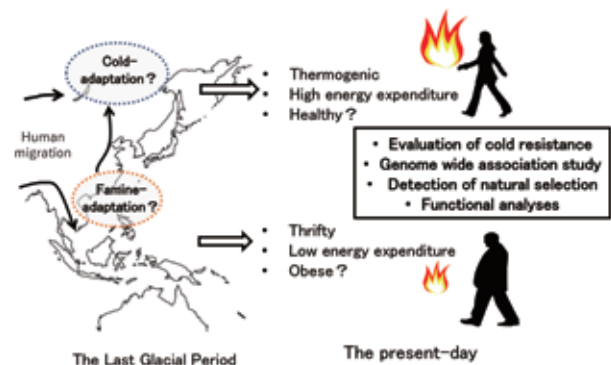 Cold-
adaptation?
Human
migration
Famine-
adaptation?
• Thermogenic
• High energy expenditure
• Healthy?
• Evaluation of cold resistance
• Genome wide association study
• Detection of natural selection
• Functional analyses
• Thrifty
• Low energy expenditure
• Obese?
The Last Glacial Period
The present-day